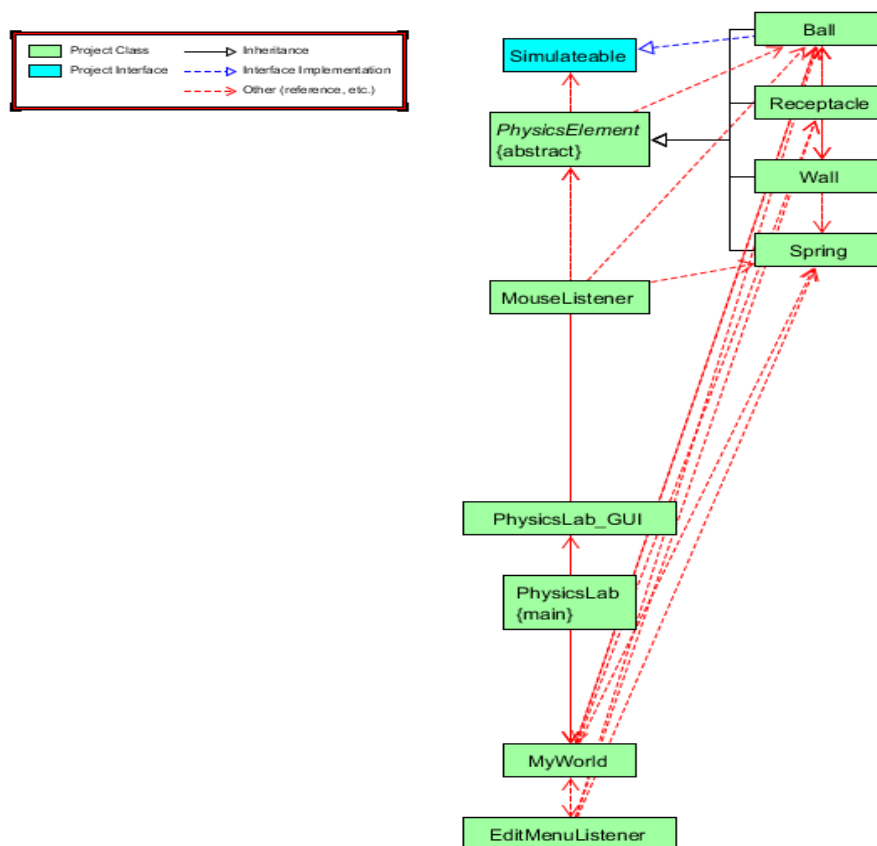 Project Class
Inheritance
Project Interface
Interface Implementation
Other (reference, etc.)
Simulateable
Ball
PhysicsElement
{abstract}
Receptacle
Wall
Spring
MouseListener
PhysicsLab_GUI
PhysicsLab
{main}
MyWorld
EditMenuListener